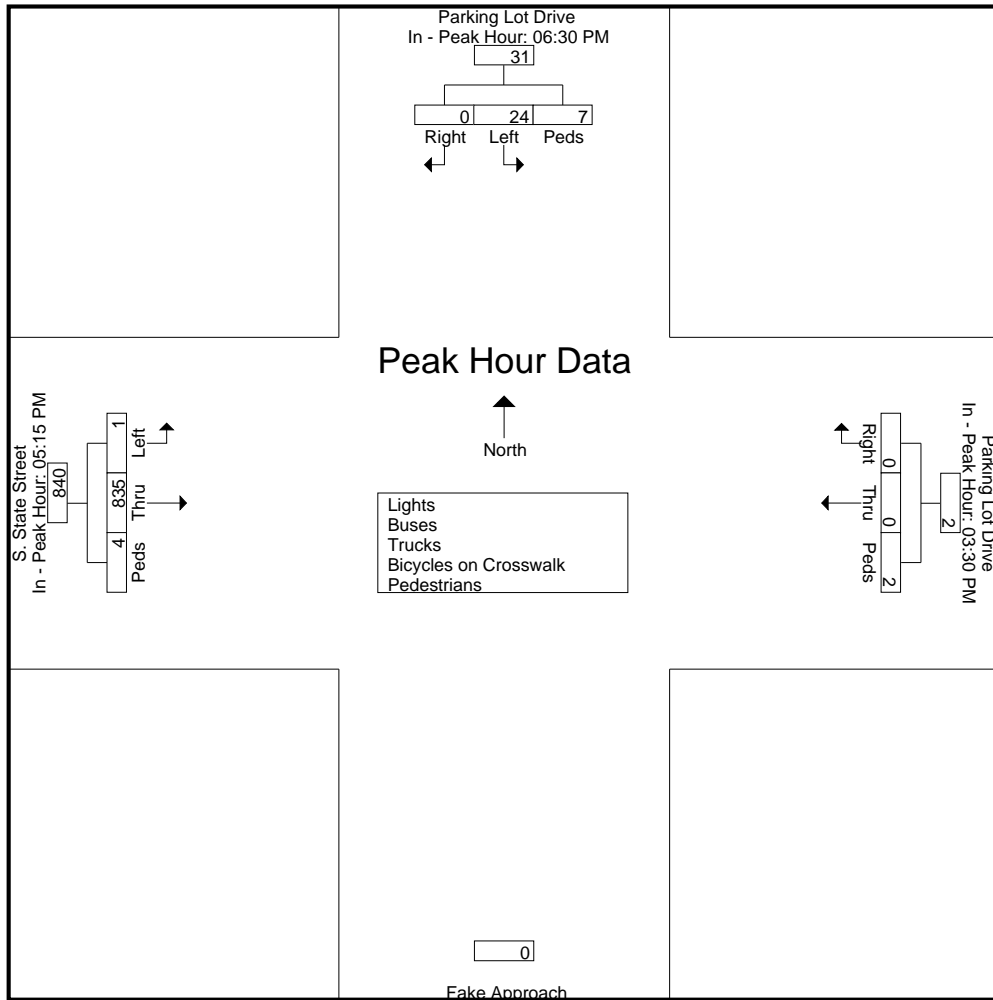 Parking Lot Drive
In - Peak Hour: 06:30 PM
31
0 24 7
Right Left Peds
Peak Hour Data
North
Lights
Buses
Trucks
Bicycles on Crosswalk
Pedestrians
S. State Street
In - Peak Hour: 05:15 PM
840
1 835 4
Left Thru Peds
Parking Lot Drive
In - Peak Hour: 03:30 PM
2
0 0 2
Right Thru Peds
0
Fake Approach